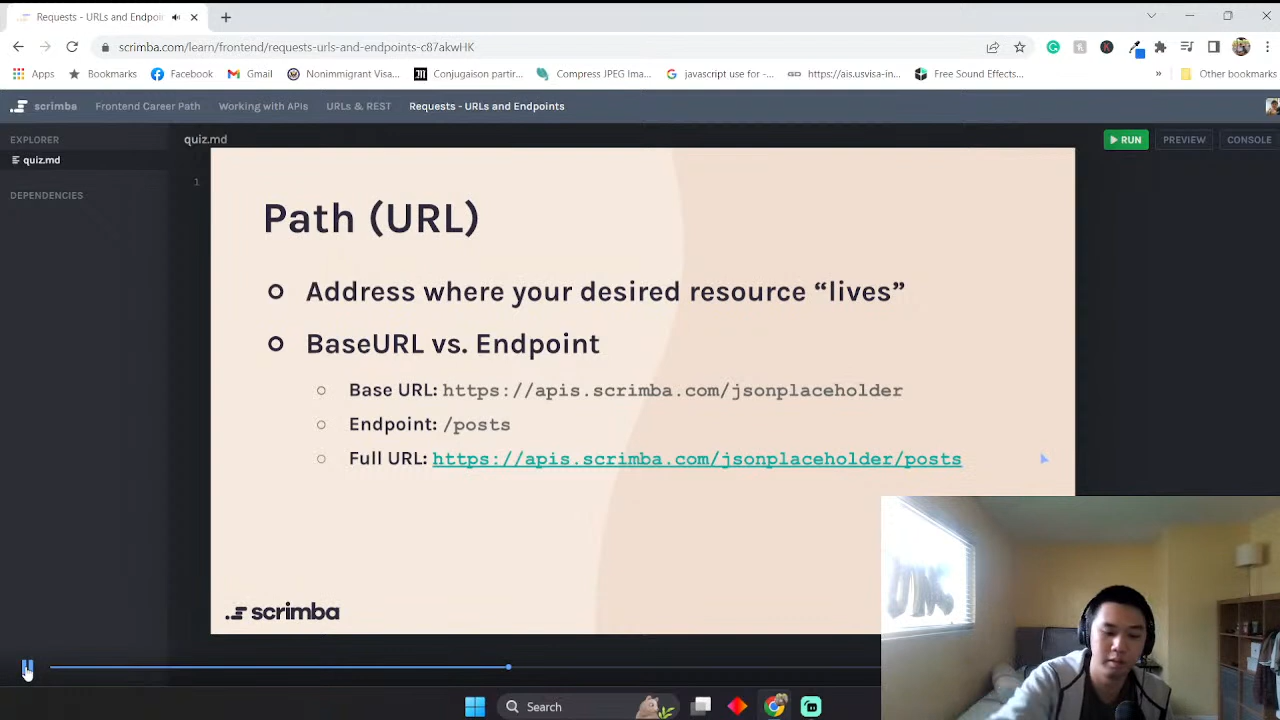 Requests - URLs and Endpoin
scrimba.com/learn/frontend/requests-urls-and-endpoints-c87akwHK
Apps
Bookmarks
Facebook
Gmail
Nonimmigrant Visa...
Conjugaison partir...
Compress JPEG Ima...
javascript use for -...
https://ais.usvisa-in...
Free Sound Effects...
»
Other bookmarks
scrimba
Frontend Career Path
Working with APIs
URLs & REST
Requests - URLs and Endpoints
EXPLORER
quiz.md
DEPENDENCIES
quiz.md
RUN
PREVIEW
CONSOLE
1
Path (URL)
Address where your desired resource “lives”
BaseURL vs. Endpoint
Base URL: https://apis.scrimba.com/jsonplaceholder
Endpoint: /posts
Full URL: https://apis.scrimba.com/jsonplaceholder/posts
scrimba
Search